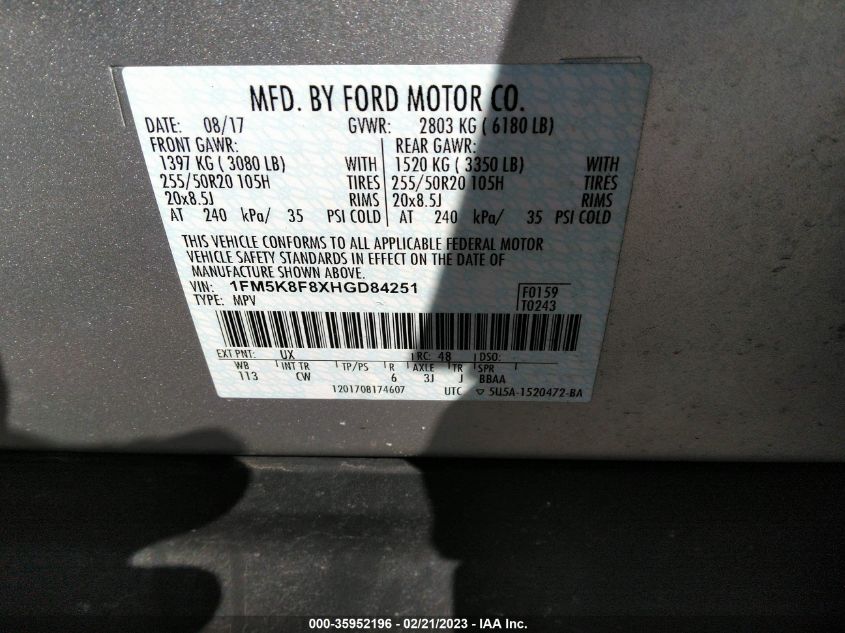 MFD. BY FORD MOTOR CO.
DATE: 08/17 GVWR: 2803 KG ( 6180 LB)
FRONT GAWR: REAR GAWR:
1397 KG ( 3080 LB) WITH 1520 KG ( 3350 LB) WITH
255/50R20 105H TIRES 255/50R20 105H TIRES
20x8.5J RIMS 20x8.5J RIMS
AT 240 kPa/ 35 PSI COLD AT 240 kPa/ 35 PSI COLD
THIS VEHICLE CONFORMS TO ALL APPLICABLE FEDERAL MOTOR
VEHICLE SAFETY STANDARDS IN EFFECT ON THE DATE OF
MANUFACTURE SHOWN ABOVE.
VIN: 1FM5K8F8XHGD84251 F0159
TYPE: MPV T0243
EXT PNT: UX RC: 48 DSO:
WB INT TR TP/PS R AXLE TR SPR
113 CW 6 3J J BBAA
1201708174607 UTC ▽ 5U5A-1520472-BA
000-35952196 - 02/21/2023 - IAA Inc.